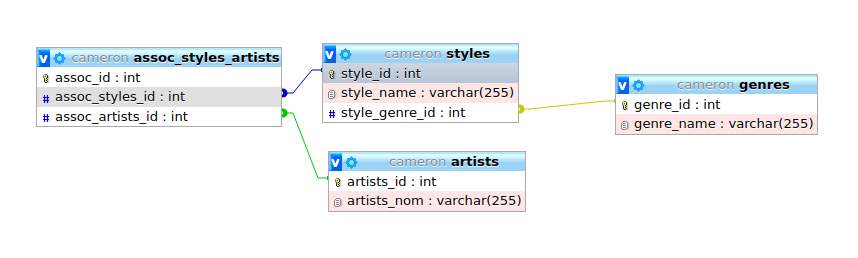 v cameron assoc_styles_artists
assoc_id : int
# assoc_styles_id : int
# assoc_artists_id : int
v cameron styles
style_id : int
style_name : varchar(255)
# style_genre_id : int
v cameron artists
artists_id : int
artists_nom : varchar(255)
v cameron genres
genre_id : int
genre_name : varchar(255)